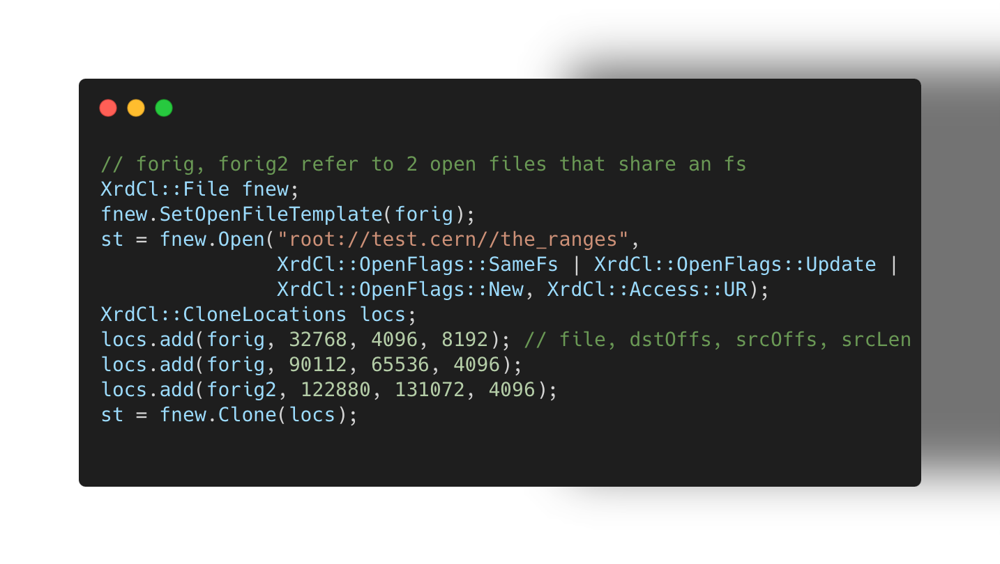 // forig, forig2 refer to 2 open files that share an fs
XrdCl::File fnew;
fnew.SetOpenFileTemplate(forig);
st = fnew.Open("root://test.cern//the_ranges",
               XrdCl::OpenFlags::SameFs | XrdCl::OpenFlags::Update |
               XrdCl::OpenFlags::New, XrdCl::Access::UR);
XrdCl::CloneLocations locs;
locs.add(forig, 32768, 4096, 8192); // file, dstOffs, srcOffs, srcLen
locs.add(forig, 90112, 65536, 4096);
locs.add(forig2, 122880, 131072, 4096);
st = fnew.Clone(locs);